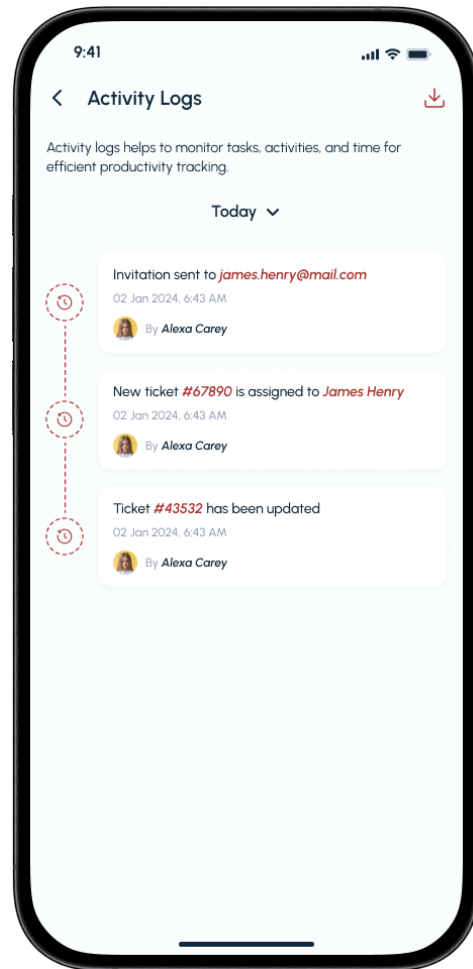 9:41
Activity Logs
Activity logs helps to monitor tasks, activities, and time for
efficient productivity tracking.
Today
Invitation sent to james.henry@mail.com
02 Jan 2024, 6:43 AM
By Alexa Carey
New ticket #67890 is assigned to James Henry
02 Jan 2024, 6:43 AM
By Alexa Carey
Ticket #43532 has been updated
02 Jan 2024, 6:43 AM
By Alexa Carey